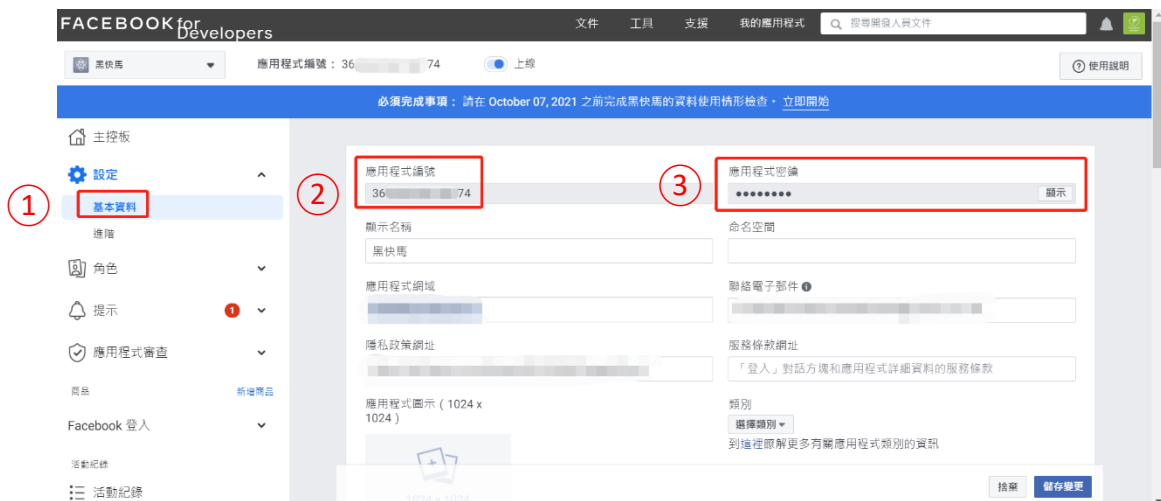 FACEBOOK for Developers
文件 工具 支援 我的應用程式 搜尋開發人員文件
黑快馬 應用程式編號： 36 74 上線 使用說明
必須完成事項： 請在 October 07, 2021 之前完成黑快馬的資料使用情形檢查。 立即開始
主控板
設定
① 基本資料
進階
角色
提示 1
應用程式審查
商品 新增商品
Facebook 登入
活動紀錄
活動紀錄
② 應用程式編號
36 74
③ 應用程式密鑰
●●●●●●●● 顯示
顯示名稱
黑快馬
命名空間
應用程式網域
聯絡電子郵件
隱私政策網址
服務條款網址
「登入」對話方塊和應用程式詳細資料的服務條款
應用程式圖示 ( 1024 x
1024 )
1024 x 1024
類別
選擇類別
到這裡瞭解更多有關應用程式類別的資訊
捨棄 儲存變更